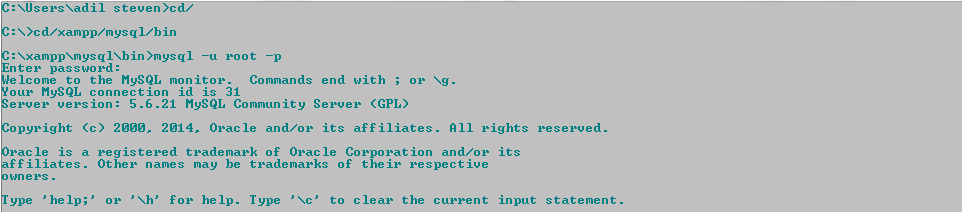 C:\Users\adil steven>cd/
C:\>cd/xampp/mysql/bin
C:\xampp\mysql\bin>mysql -u root -p
Enter password:
Welcome to the MySQL monitor.  Commands end with ; or \g.
Your MySQL connection id is 31
Server version: 5.6.21 MySQL Community Server (GPL)
Copyright (c) 2000, 2014, Oracle and/or its affiliates. All rights reserved.
Oracle is a registered trademark of Oracle Corporation and/or its
affiliates. Other names may be trademarks of their respective
owners.
Type 'help;' or '\h' for help. Type '\c' to clear the current input statement.